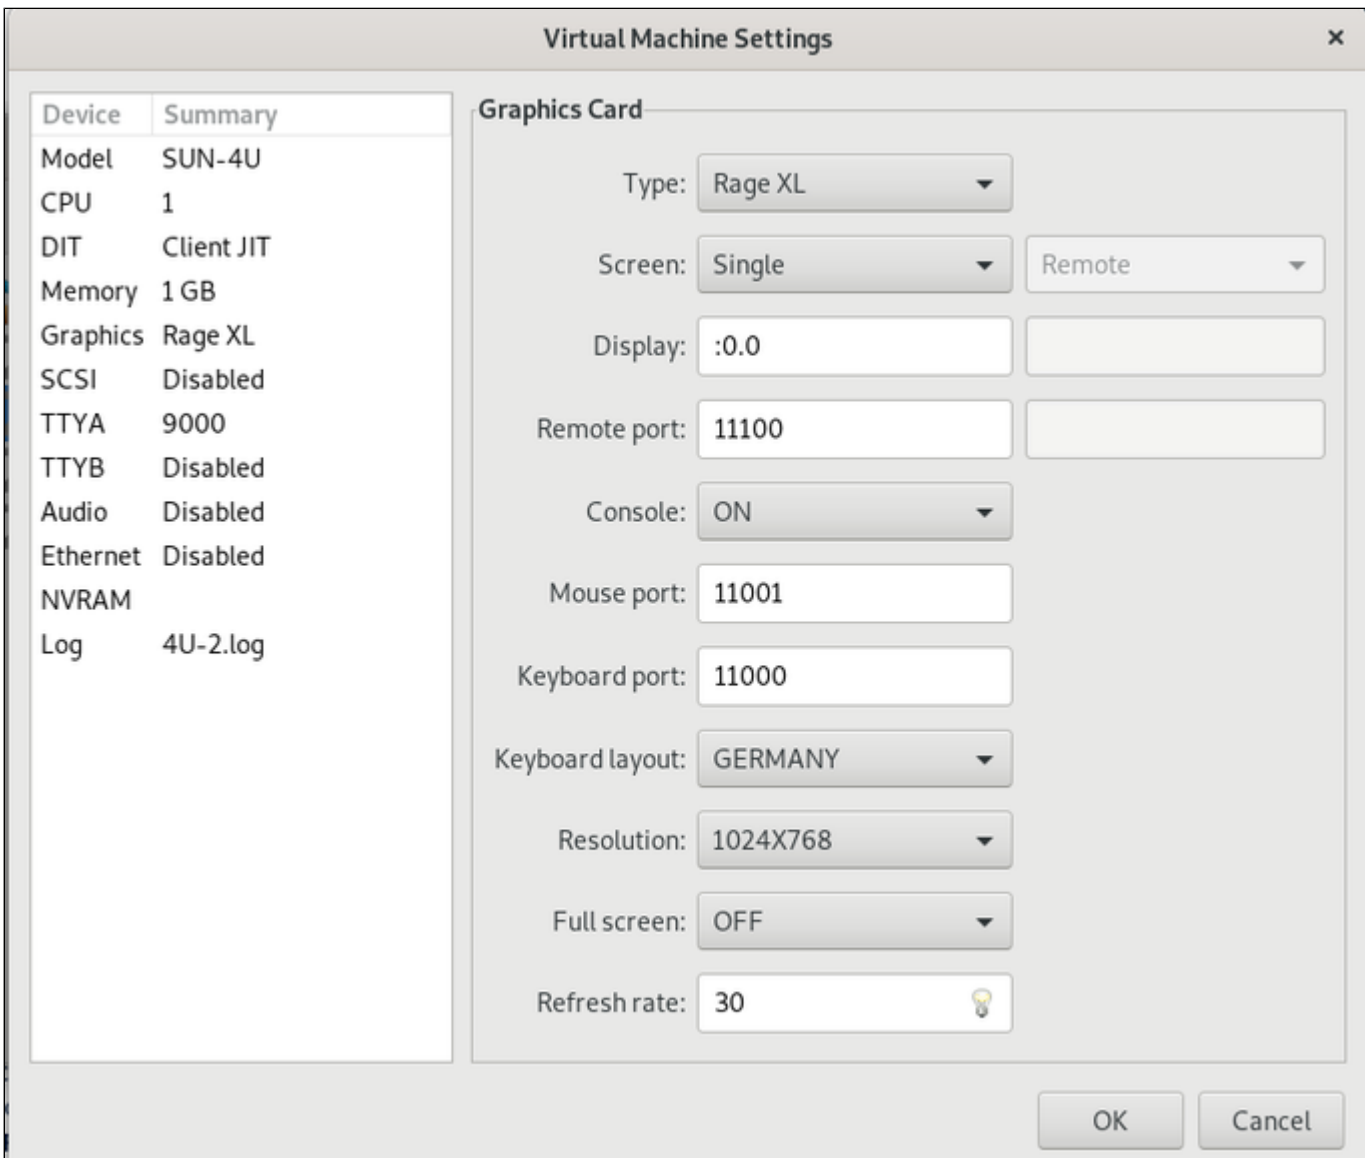 Virtual Machine Settings ×
Device Summary
Model SUN-4U
CPU 1
DIT Client JIT
Memory 1 GB
Graphics Rage XL
SCSI Disabled
TTYA 9000
TTYB Disabled
Audio Disabled
Ethernet Disabled
NVRAM
Log 4U-2.log
Graphics Card
Type: Rage XL
Screen: Single Remote
Display: :0.0
Remote port: 11100
Console: ON
Mouse port: 11001
Keyboard port: 11000
Keyboard layout: GERMANY
Resolution: 1024X768
Full screen: OFF
Refresh rate: 30
OK Cancel